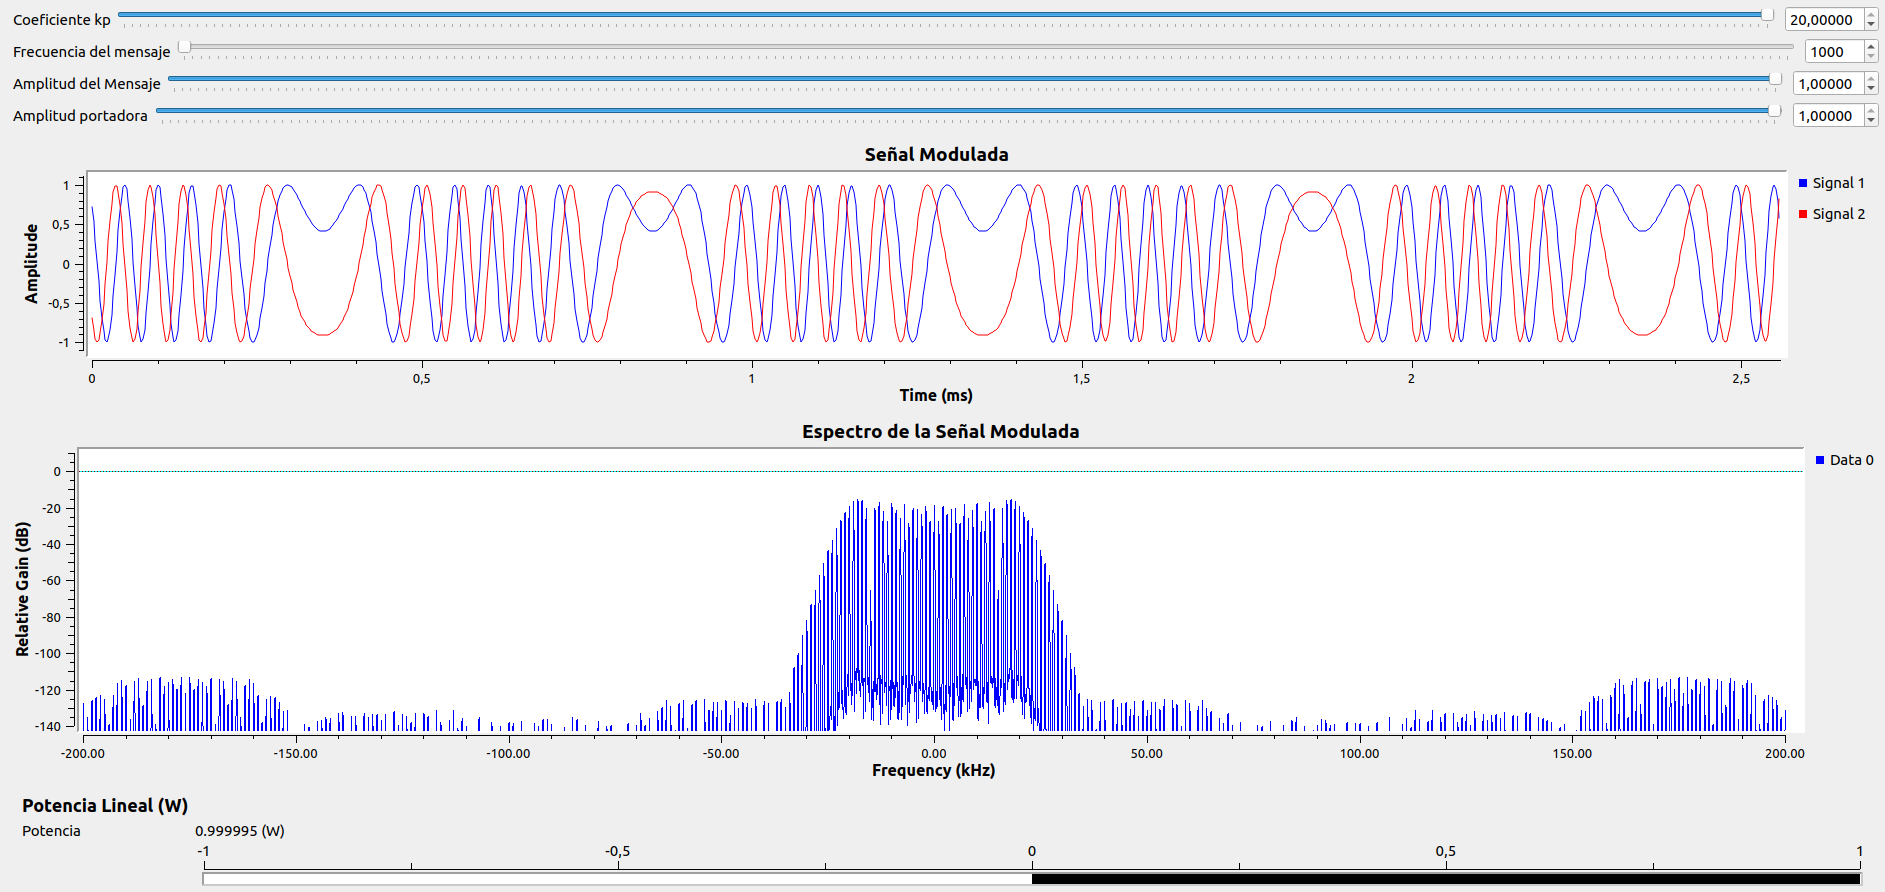 Coeficiente kp 20,00000
Frecuencia del mensaje 1000
Amplitud del Mensaje 1,00000
Amplitud portadora 1,00000
Señal Modulada
Amplitude
1
0,5
0
-0,5
-1
Signal 1
Signal 2
0 0,5 1 1,5 2 2,5
Time (ms)
Espectro de la Señal Modulada
Relative Gain (dB)
0
-20
-40
-60
-80
-100
-120
-140
Data 0
-200.00 -150.00 -100.00 -50.00 0.00 50.00 100.00 150.00 200.00
Frequency (kHz)
Potencia Lineal (W)
Potencia 0.999995 (W)
-1 -0,5 0 0,5 1